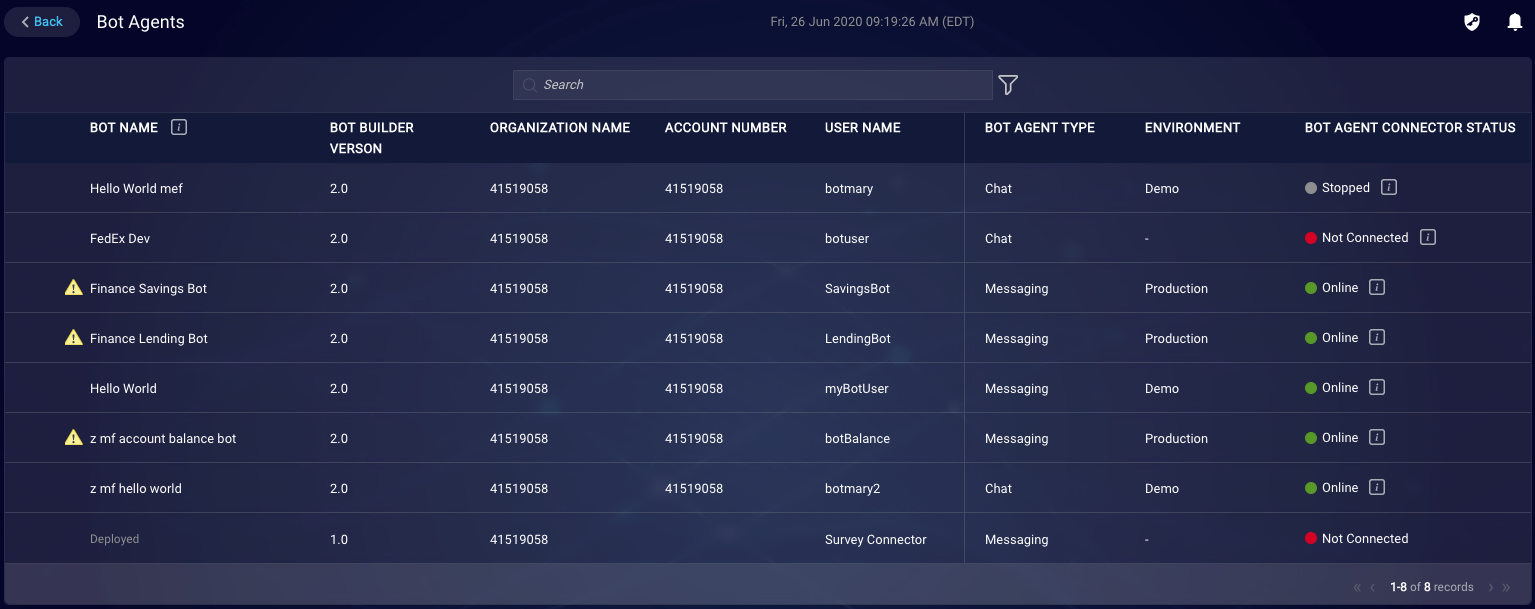 Back Bot Agents Fri, 26 Jun 2020 09:19:26 AM (EDT)
Search
BOT NAME i BOT BUILDER VERSON ORGANIZATION NAME ACCOUNT NUMBER USER NAME BOT AGENT TYPE ENVIRONMENT BOT AGENT CONNECTOR STATUS
Hello World mef 2.0 41519058 41519058 botmary Chat Demo Stopped i
FedEx Dev 2.0 41519058 41519058 botuser Chat - Not Connected i
! Finance Savings Bot 2.0 41519058 41519058 SavingsBot Messaging Production Online i
! Finance Lending Bot 2.0 41519058 41519058 LendingBot Messaging Production Online i
Hello World 2.0 41519058 41519058 myBotUser Messaging Demo Online i
! z mf account balance bot 2.0 41519058 41519058 botBalance Messaging Production Online i
z mf hello world 2.0 41519058 41519058 botmary2 Chat Demo Online i
Deployed 1.0 41519058 Survey Connector Messaging - Not Connected
« ‹ 1-8 of 8 records › »